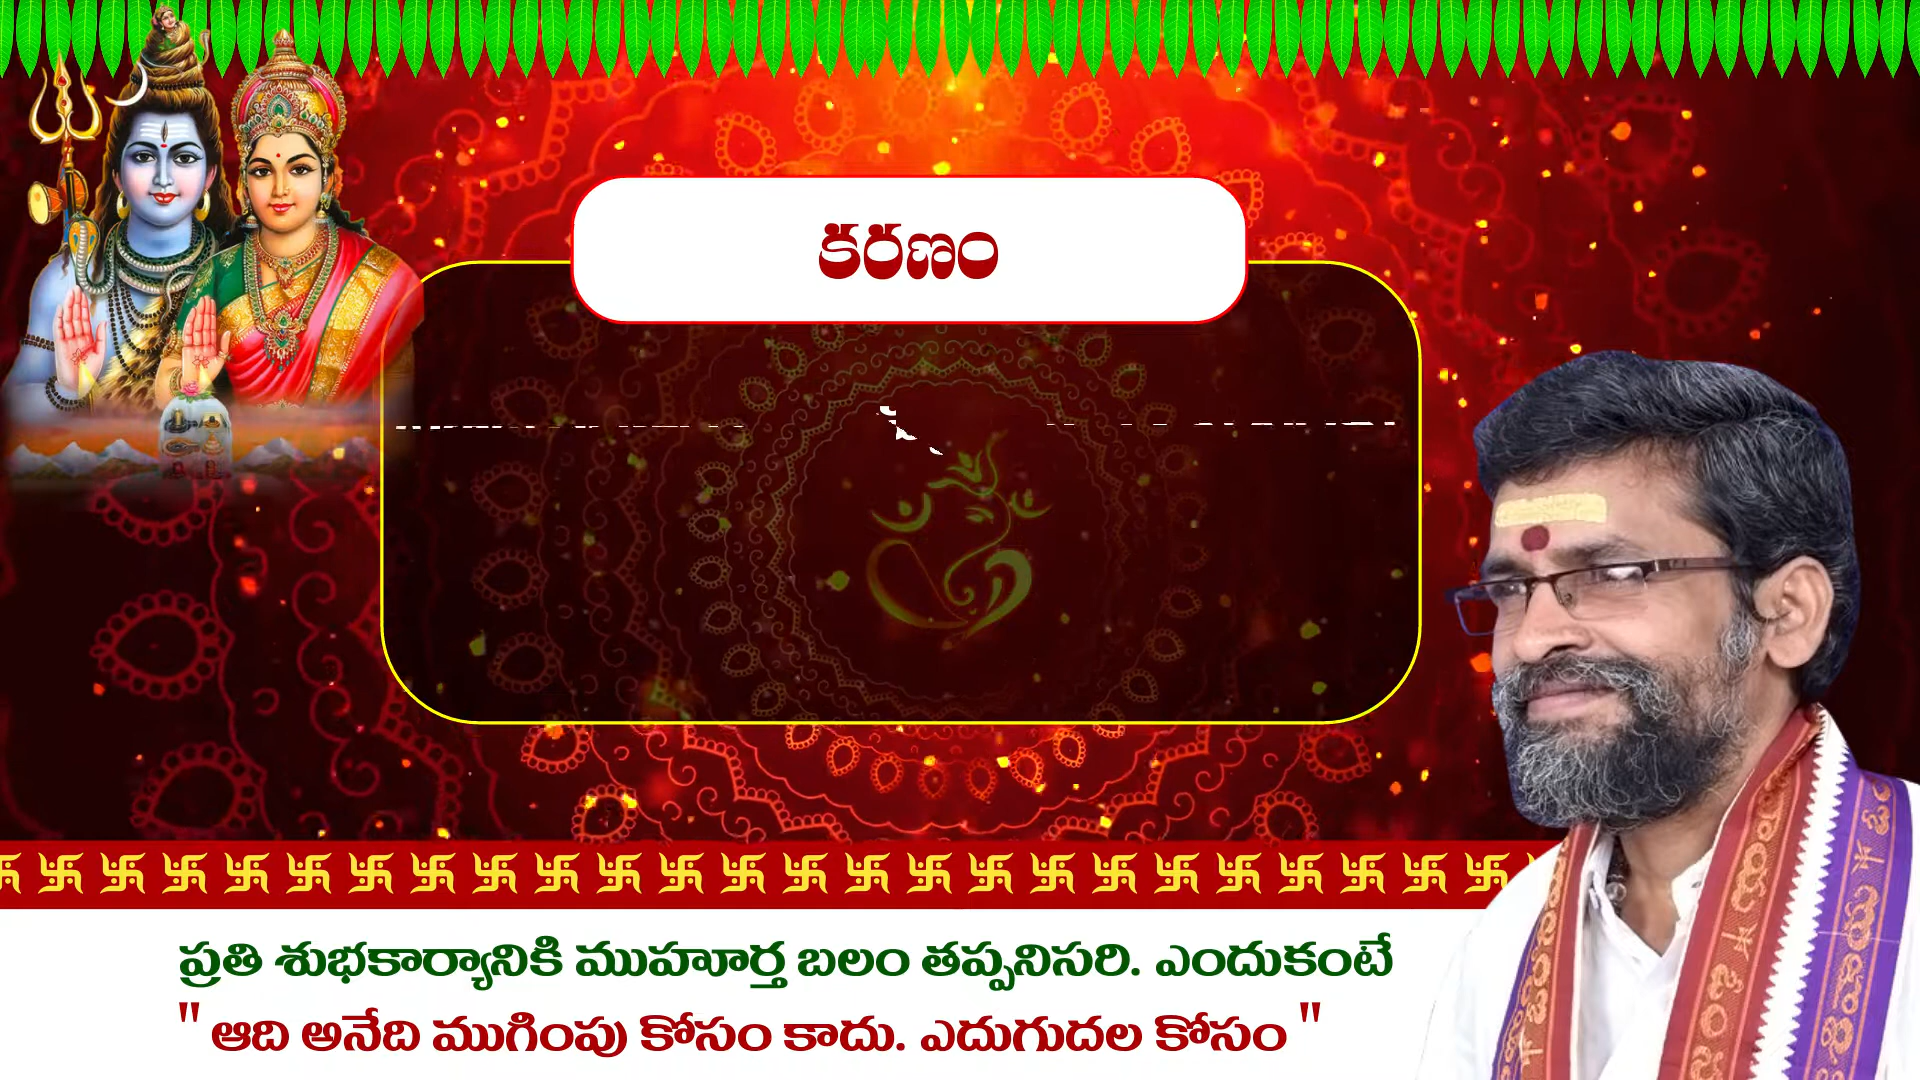 కరణం
ప్రతి శుభకార్యానికి ముహూర్త బలం తప్పనిసరి. ఎందుకంటే
" ఆది అనేది ముగింపు కోసం కాదు. ఎదుగుదల కోసం "